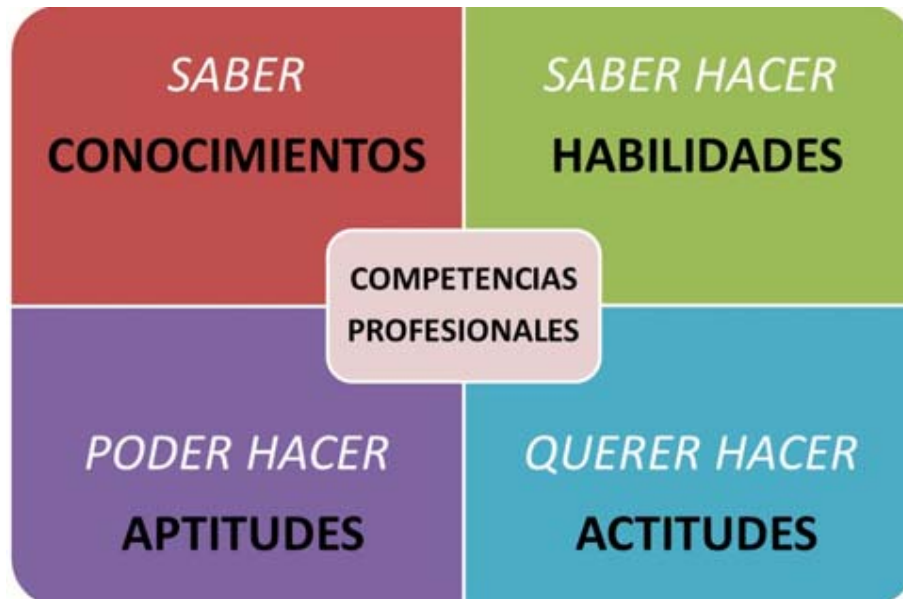 SABER
CONOCIMIENTOS
SABER HACER
HABILIDADES
COMPETENCIAS
PROFESIONALES
PODER HACER
APTITUDES
QUERER HACER
ACTITUDES